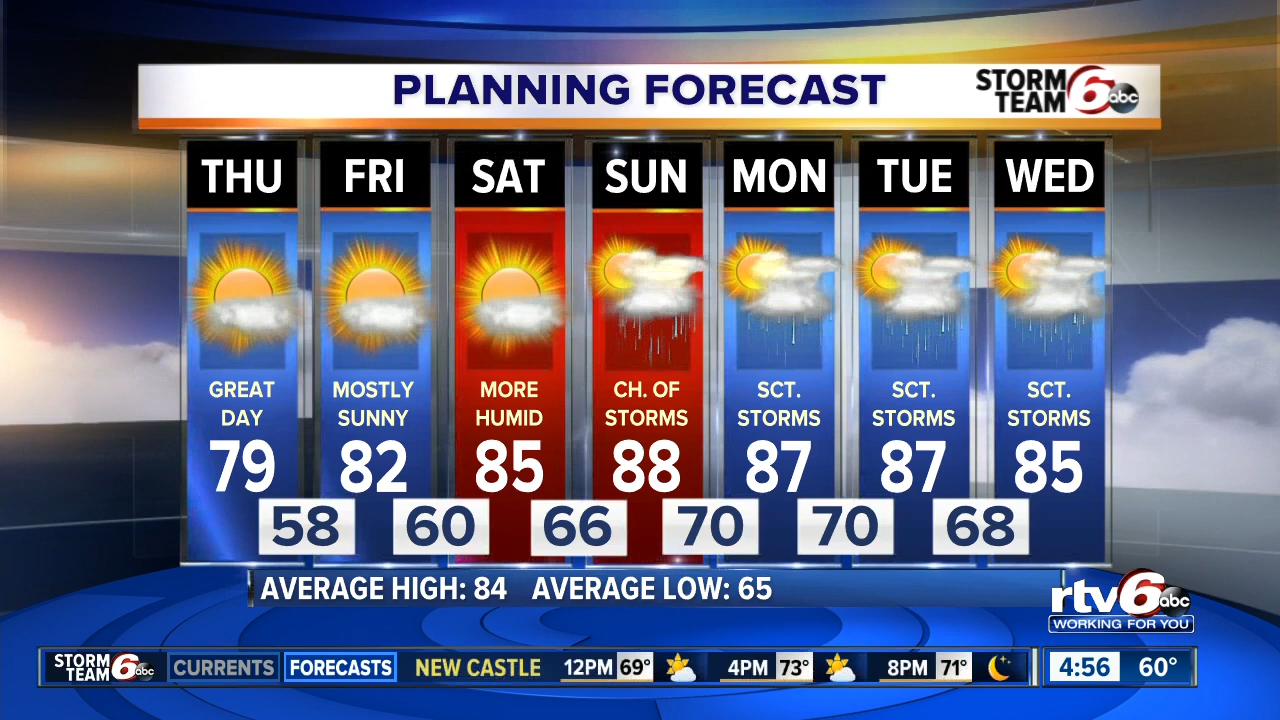 PLANNING FORECAST
STORM TEAM 6 abc
THU FRI SAT SUN MON TUE WED
GREAT MOSTLY MORE CH. OF SCT. SCT. SCT.
DAY SUNNY HUMID STORMS STORMS STORMS STORMS
79 82 85 88 87 87 85
58 60 66 70 70 68
AVERAGE HIGH: 84 AVERAGE LOW: 65
rtv6 abc
WORKING FOR YOU
STORM TEAM 6 abc CURRENTS FORECASTS NEW CASTLE 12PM 69° 4PM 73° 8PM 71° 4:56 60°